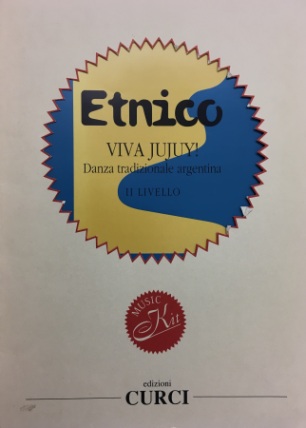 Etnico
VIVA JUJUY!
Danza tradizionale argentina
II LIVELLO
MUSIC
Kit
edizioni
CURCI